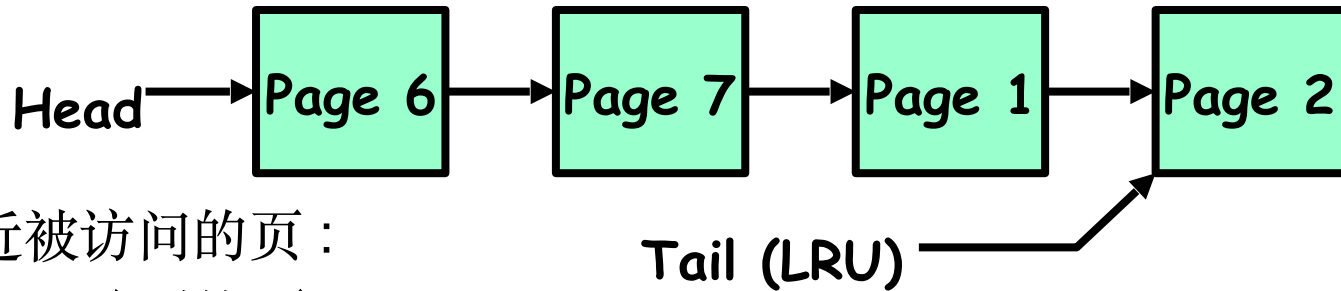 Head Page 6 Page 7 Page 1 Page 2
近被访问的页：
Tail (LRU)